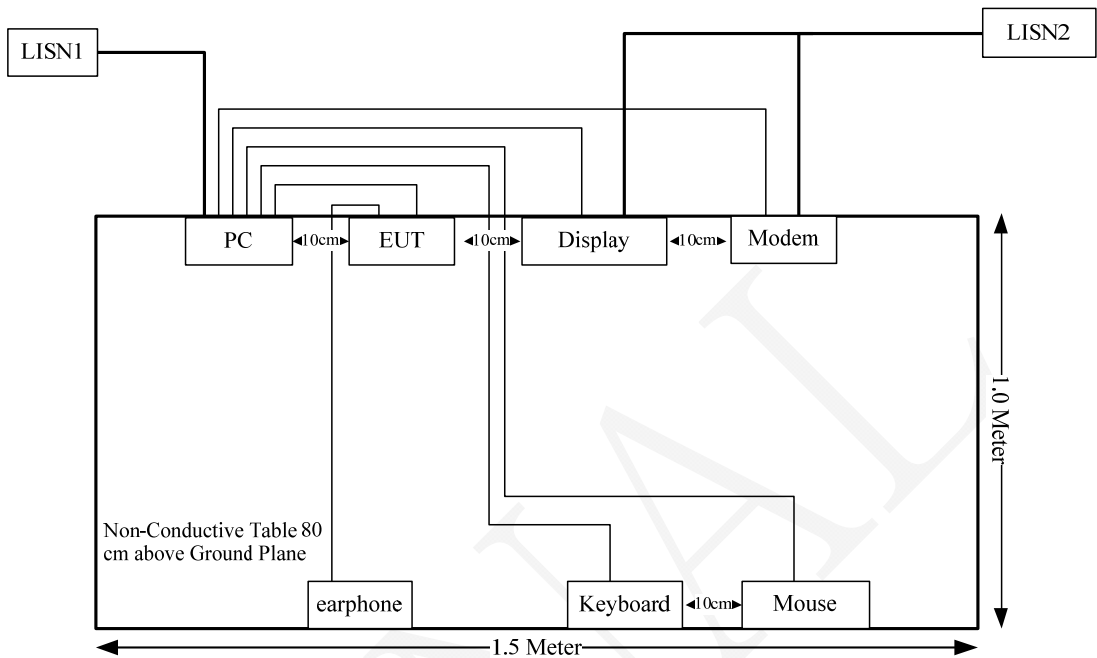 LISN1
LISN2
PC
10cm
EUT
10cm
Display
10cm
Modem
1.0 Meter
Non-Conductive Table 80
cm above Ground Plane
earphone
Keyboard
10cm
Mouse
1.5 Meter
NAL